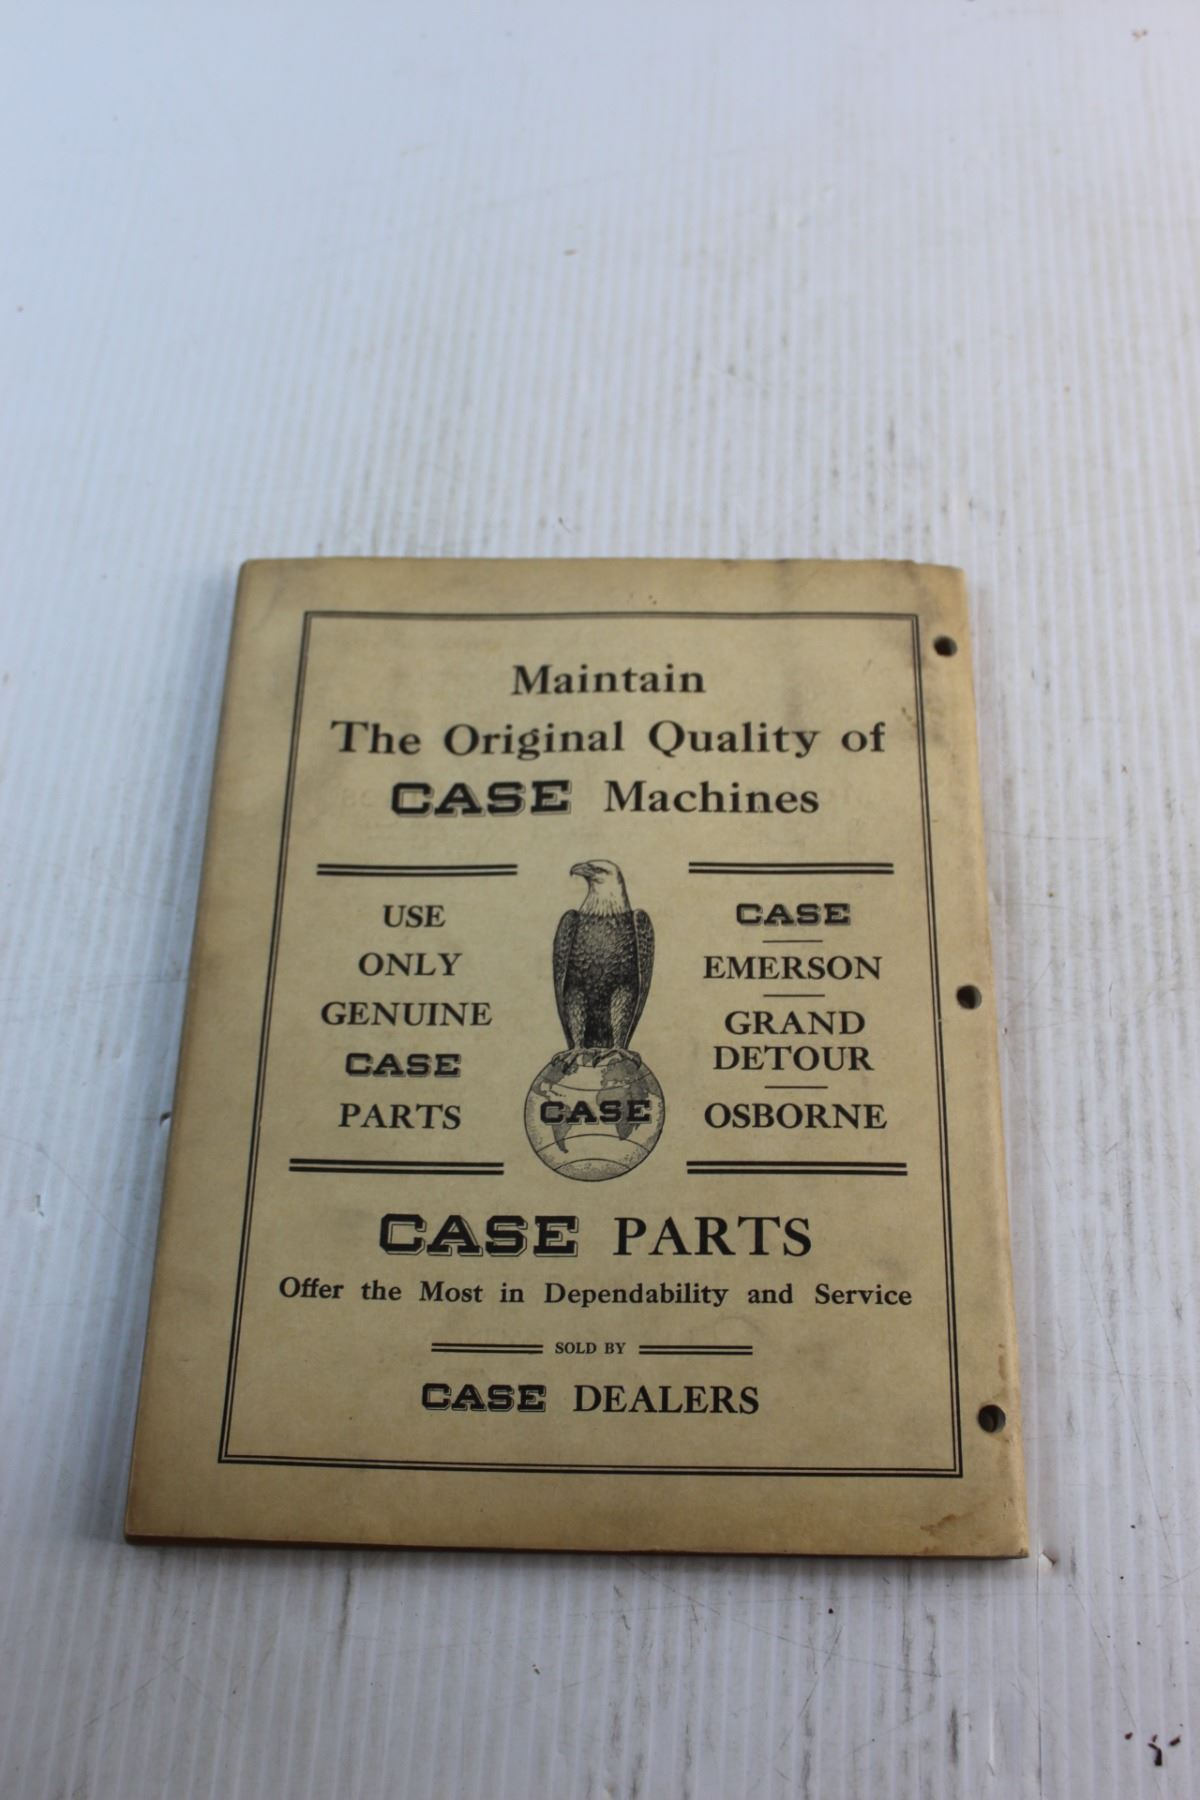 Maintain
The Original Quality of
CASE Machines
USE
ONLY
GENUINE
CASE
PARTS
CASE
CASE
EMERSON
GRAND
DETOUR
OSBORNE
CASE PARTS
Offer the Most in Dependability and Service
SOLD BY
CASE DEALERS